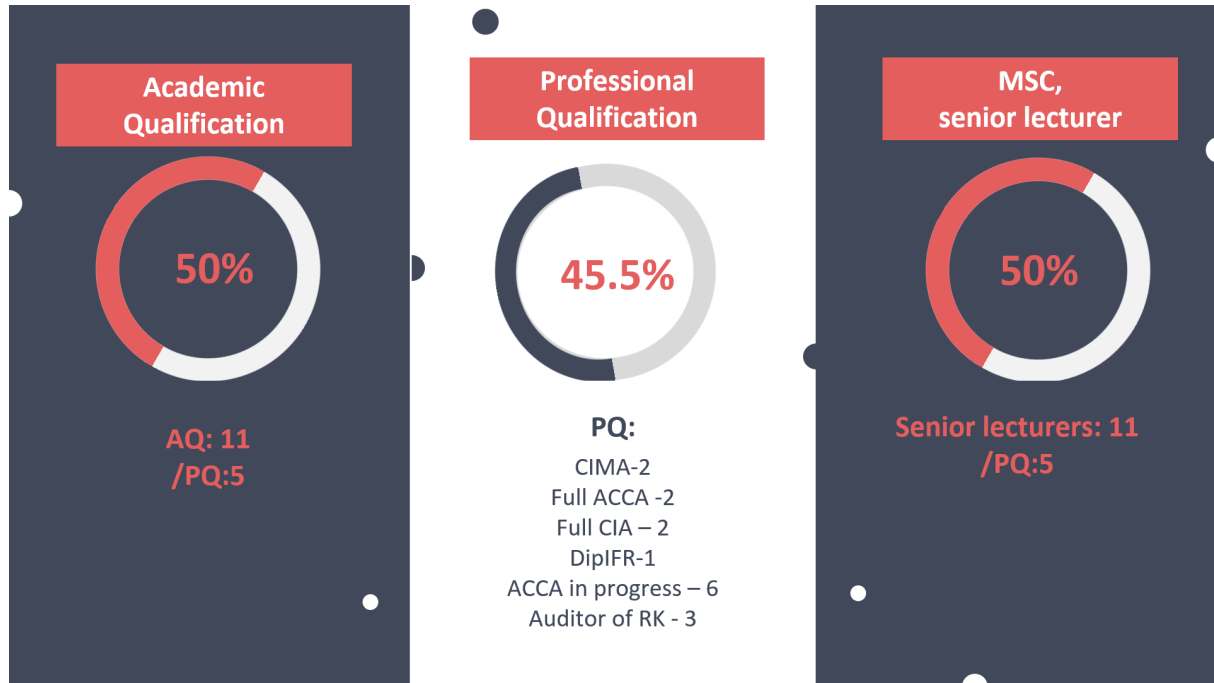 Academic
Qualification
50%
AQ: 11
/PQ:5
Professional
Qualification
45.5%
PQ:
CIMA-2
Full ACCA -2
Full CIA – 2
DipIFR-1
ACCA in progress – 6
Auditor of RK - 3
MSC,
senior lecturer
50%
Senior lecturers: 11
/PQ:5